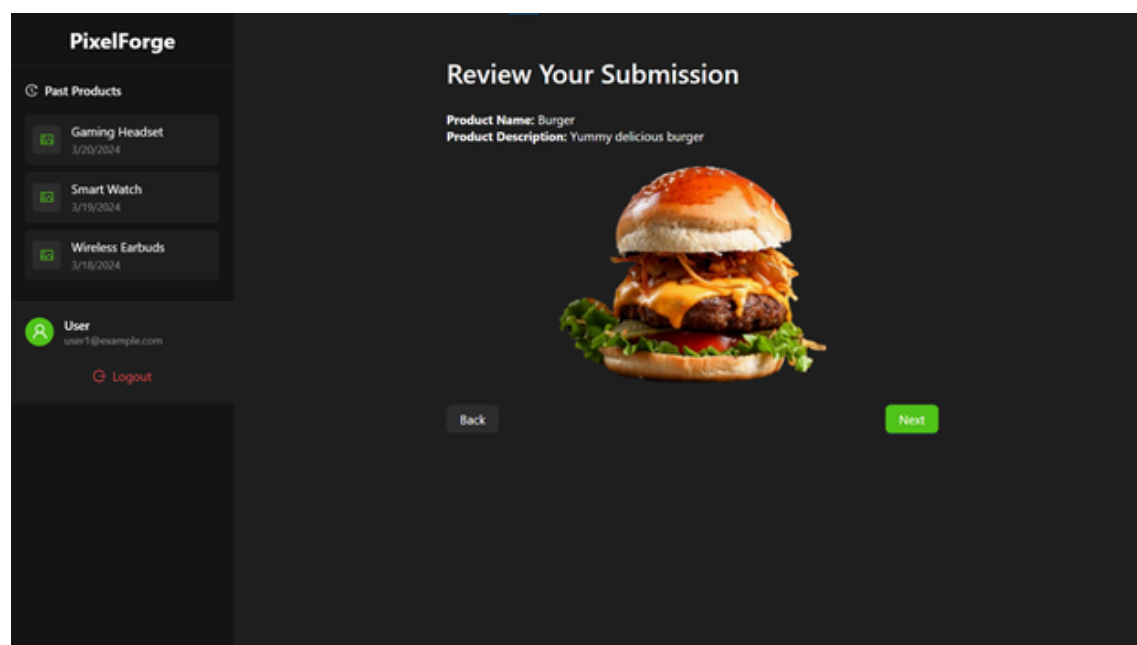 PixelForge
Past Products
Gaming Headset
3/20/2024
Smart Watch
3/19/2024
Wireless Earbuds
3/18/2024
User
user1@example.com
Logout
Review Your Submission
Product Name: Burger
Product Description: Yummy delicious burger
Back
Next